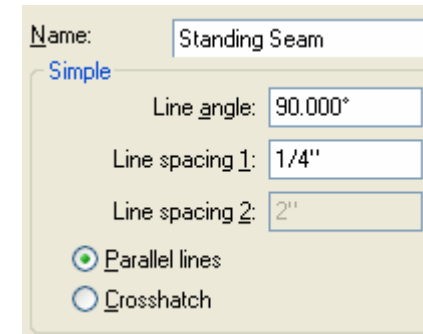 Name: Standing Seam
Simple
Line angle: 90.000°
Line spacing 1: 1/4"
Line spacing 2: 2"
Parallel lines
Crosshatch